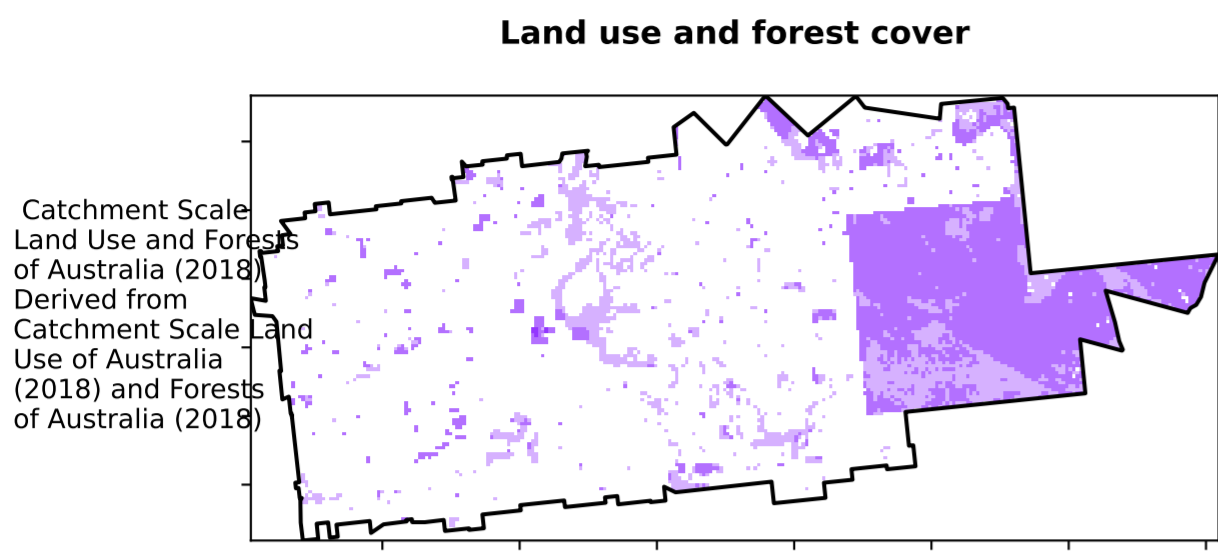 Land use and forest cover
Catchment Scale
Land Use and Forests
of Australia (2018)
Derived from
Catchment Scale Land
Use of Australia
(2018) and Forests
of Australia (2018)